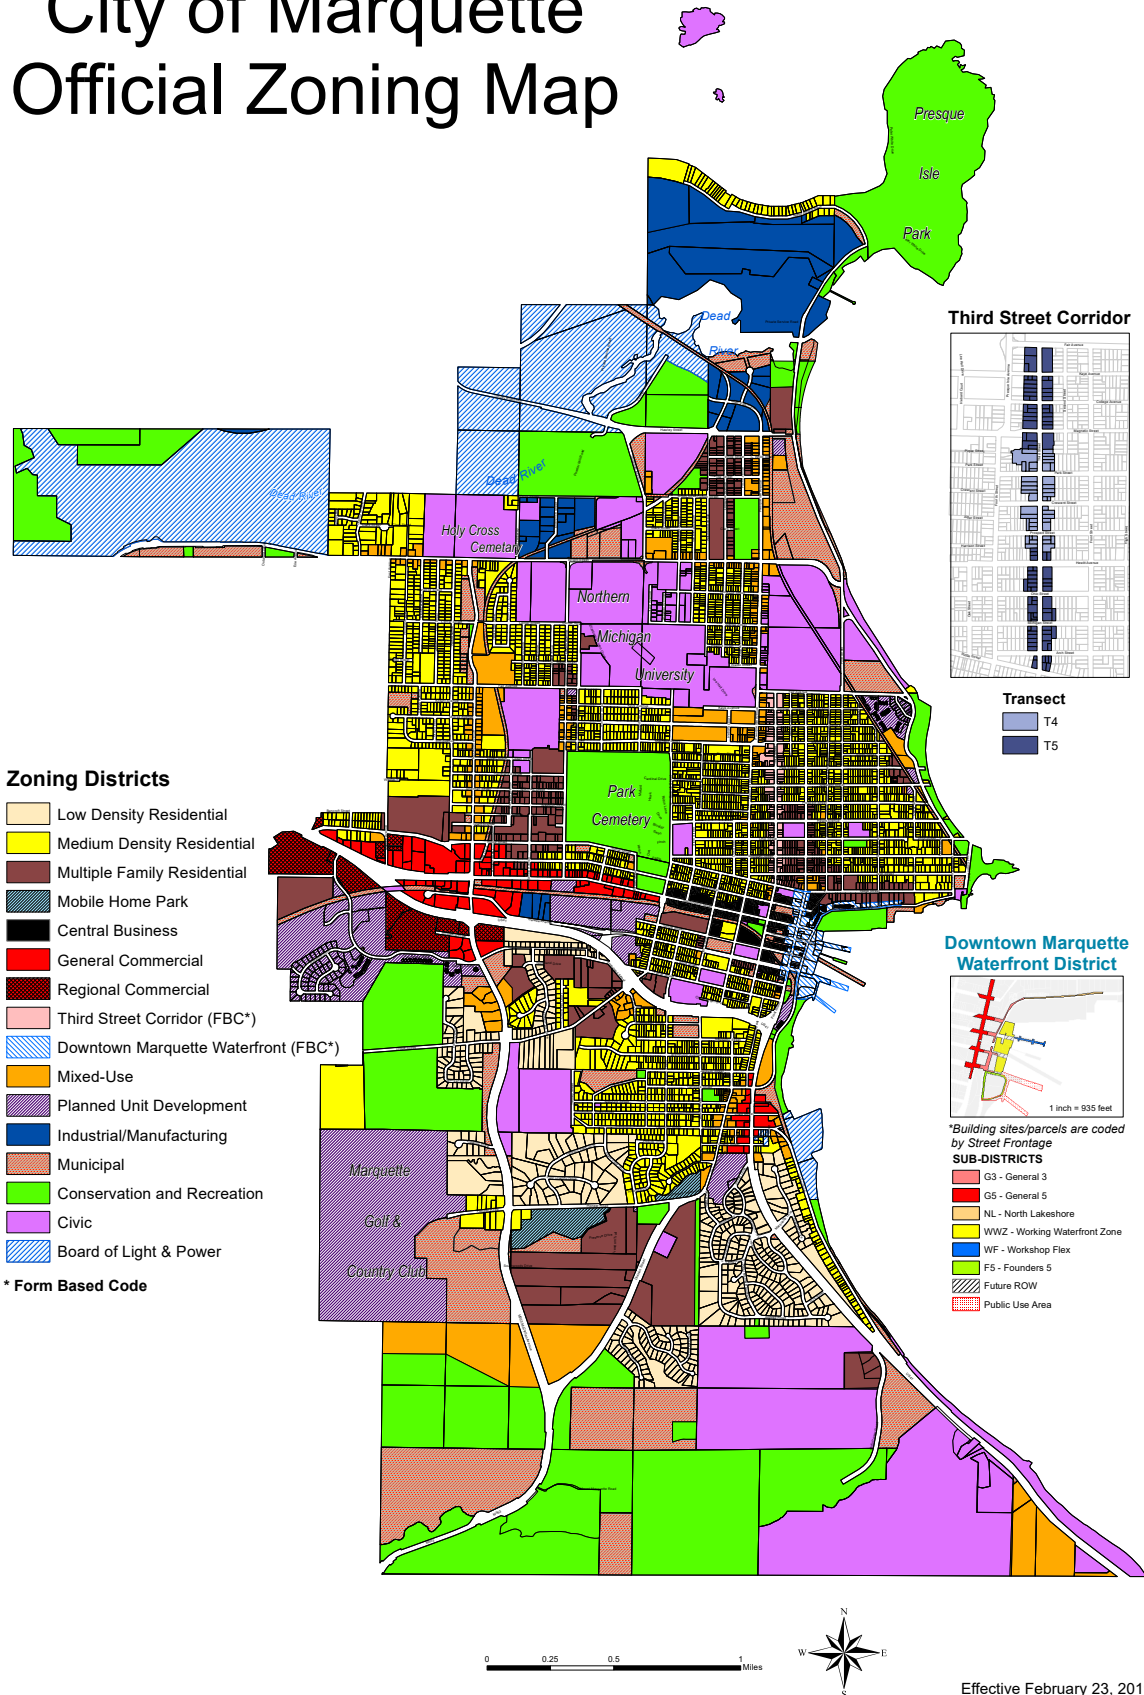 City of Marquette
Official Zoning Map
Presque
Isle
Park
Dead
River
Third Street Corridor
Transect
T4
T5
Dead River
Dead River
Holy Cross
Cemetary
Northern
Michigan
University
Park
Cemetery
Zoning Districts
Low Density Residential
Medium Density Residential
Multiple Family Residential
Mobile Home Park
Central Business
General Commercial
Regional Commercial
Third Street Corridor (FBC*)
Downtown Marquette Waterfront (FBC*)
Mixed-Use
Planned Unit Development
Industrial/Manufacturing
Municipal
Conservation and Recreation
Civic
Board of Light & Power
* Form Based Code
Marquette
Golf &
Country Club
Downtown Marquette
Waterfront District
1 inch = 935 feet
*Building sites/parcels are coded
by Street Frontage
SUB-DISTRICTS
G3 - General 3
G5 - General 5
NL - North Lakeshore
WWZ - Working Waterfront Zone
WF - Workshop Flex
F5 - Founders 5
Future ROW
Public Use Area
0 0.25 0.5 1
Miles
N
W E
S
Effective February 23, 201